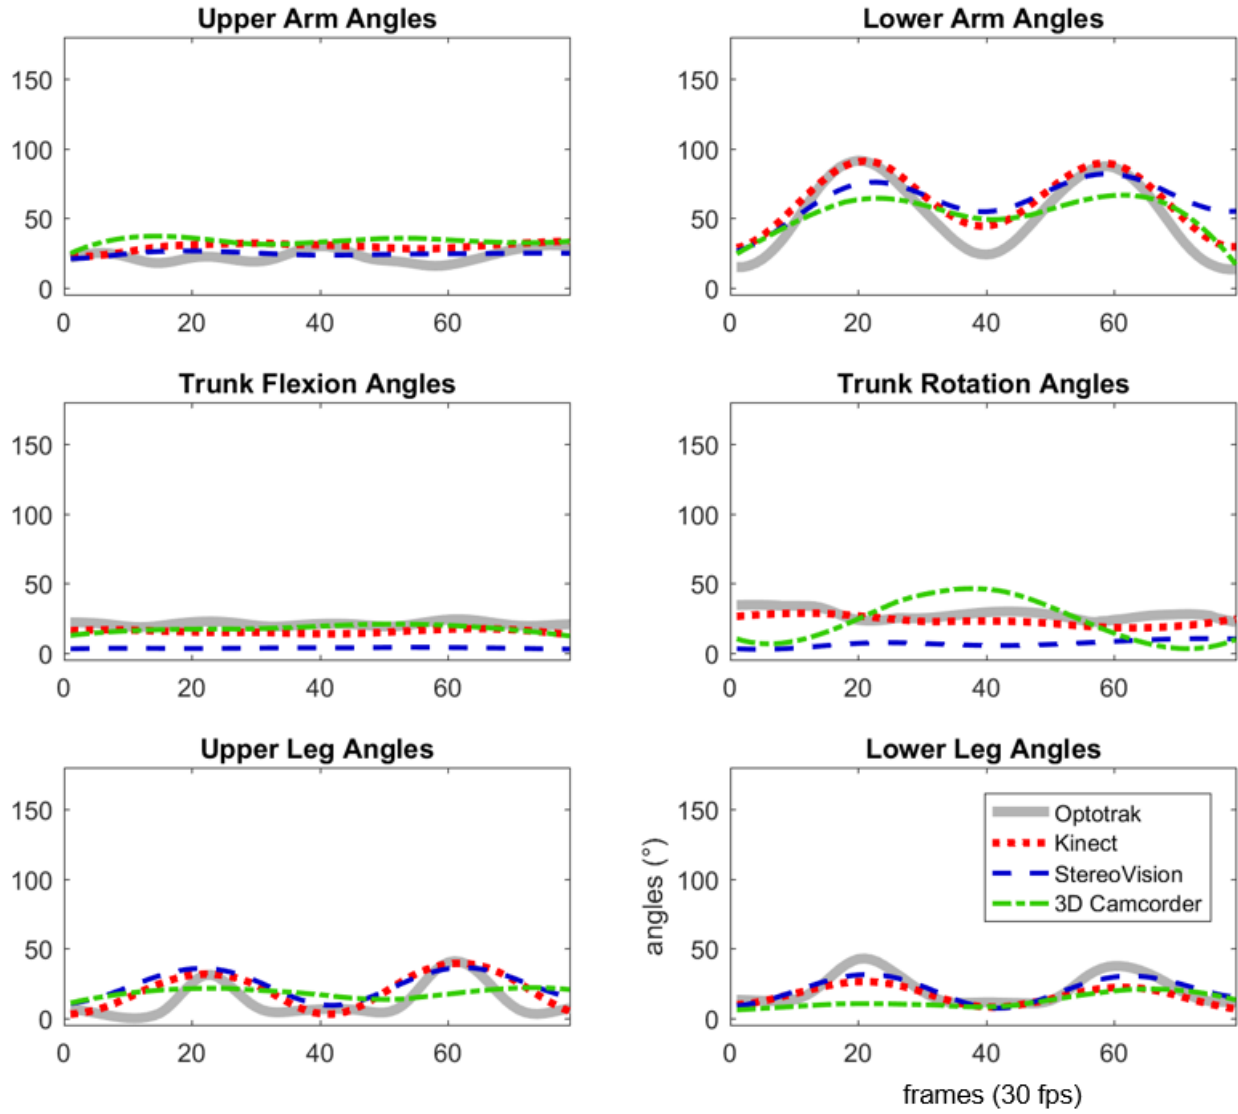 Upper Arm Angles
150
100
50
0
0 20 40 60
Lower Arm Angles
150
100
50
0
0 20 40 60
Trunk Flexion Angles
150
100
50
0
0 20 40 60
Trunk Rotation Angles
150
100
50
0
0 20 40 60
Upper Leg Angles
150
100
50
0
0 20 40 60
Lower Leg Angles
angles (°)
150
100
50
0
0 20 40 60
frames (30 fps)
Optotrak
Kinect
StereoVision
3D Camcorder